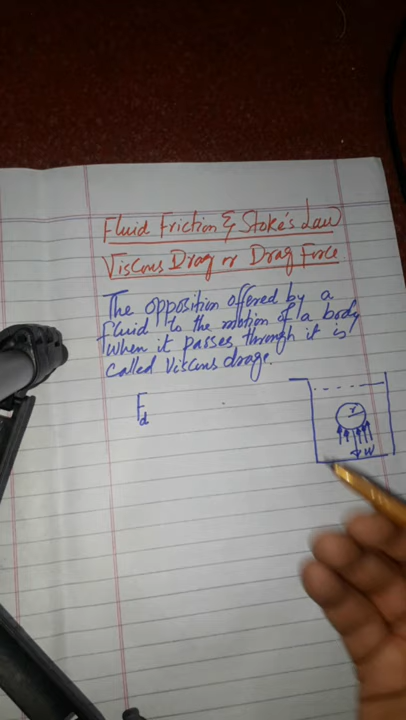 Fluid Friction & Stoke's Law
Viscous Drag or Drag Force.
The opposition offered by a
fluid to the motion of a body
when it passes through it is
called Viscous drage.
Fd
r
W